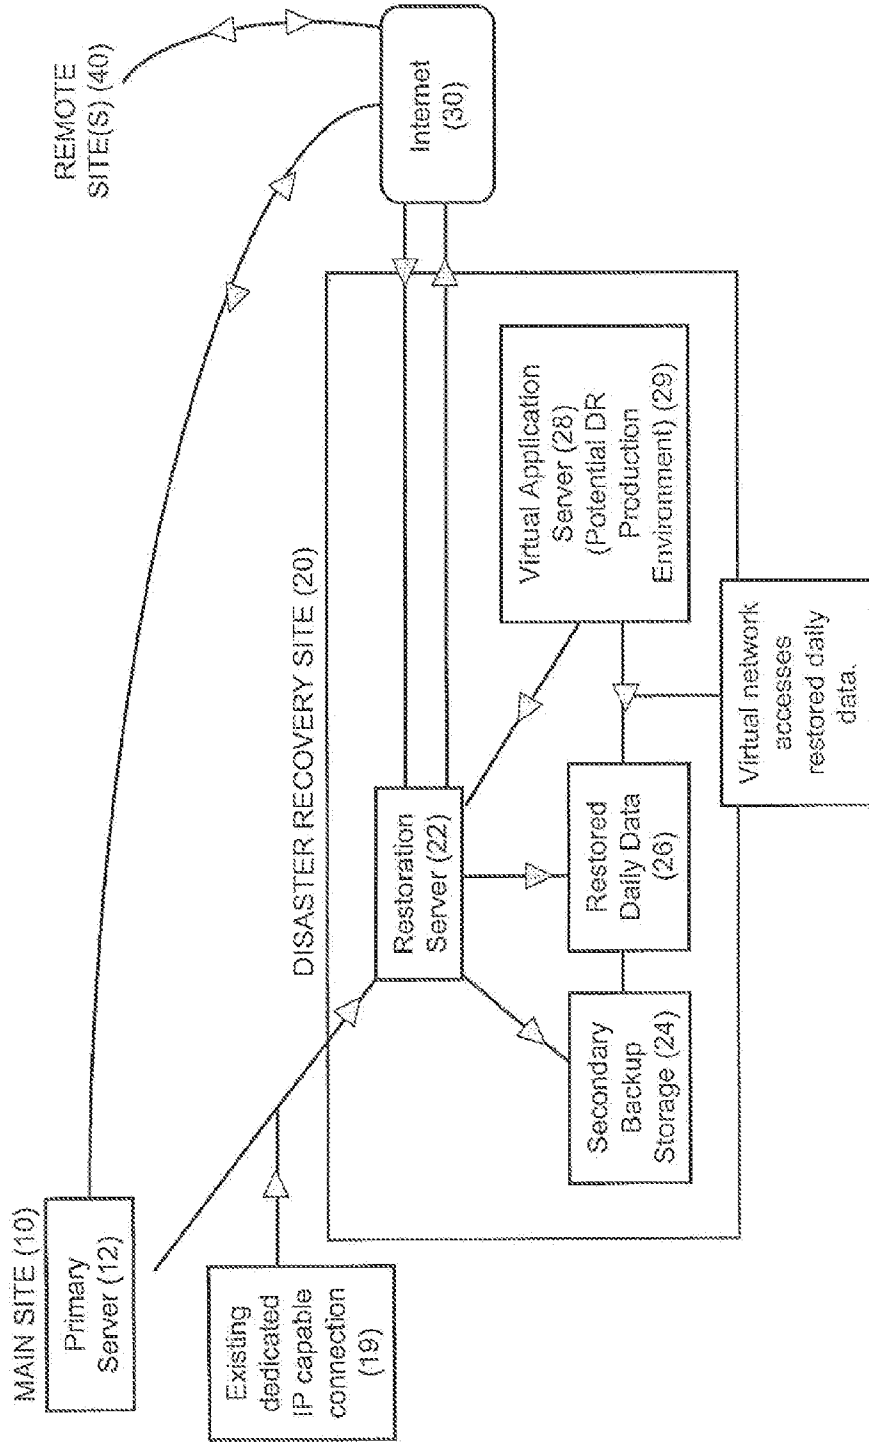 MAIN SITE (10)
Primary
Server (12)
REMOTE
SITE(S) (40)
Existing
dedicated
IP capable
connection
(19)
DISASTER RECOVERY SITE (20)
Internet
(30)
Restoration
Server (22)
Virtual Application
Server (28)
(Potential DR
Production
Environment) (29)
Secondary
Backup
Storage (24)
Restored
Daily Data
(26)
Virtual network
accesses
restored daily
data.